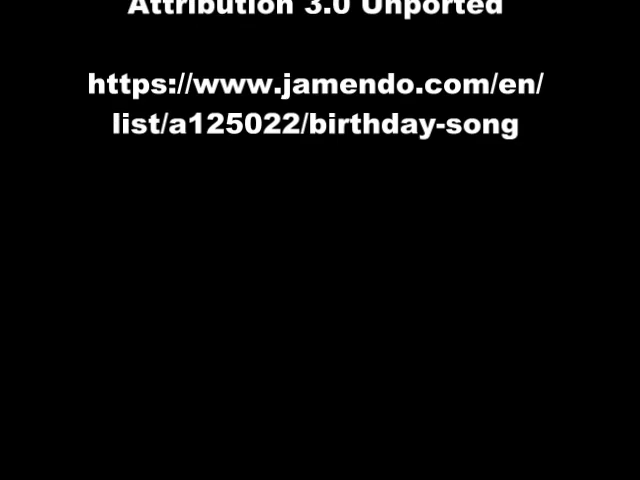 Attribution 3.0 Unported
https://www.jamendo.com/en/
list/a125022/birthday-song